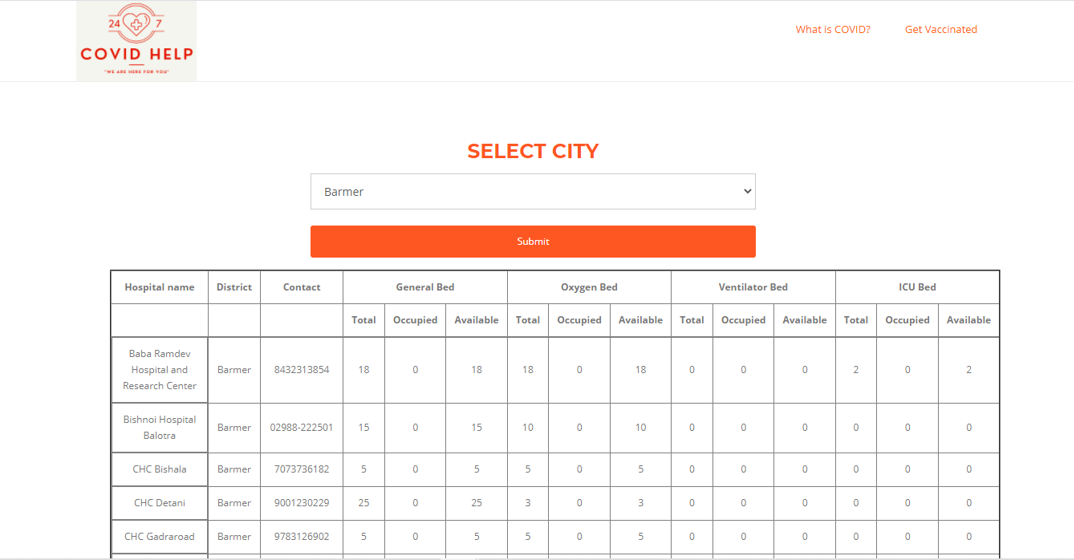 24 7
COVID HELP
"WE ARE HERE FOR YOU"
What is COVID? Get Vaccinated
SELECT CITY
Barmer
Submit
Hospital name District Contact General Bed Oxygen Bed Ventilator Bed ICU Bed
Total Occupied Available Total Occupied Available Total Occupied Available Total Occupied Available
Baba Ramdev
Hospital and
Research Center
Barmer 8432313854 18 0 18 18 0 18 0 0 0 2 0 2
Bishnoi Hospital
Balotra
Barmer 02988-222501 15 0 15 10 0 10 0 0 0 0 0 0
CHC Bishala Barmer 7073736182 5 0 5 5 0 5 0 0 0 0 0 0
CHC Detani Barmer 9001230229 25 0 25 3 0 3 0 0 0 0 0 0
CHC Gadraroad Barmer 9783126902 5 0 5 5 0 5 0 0 0 0 0 0